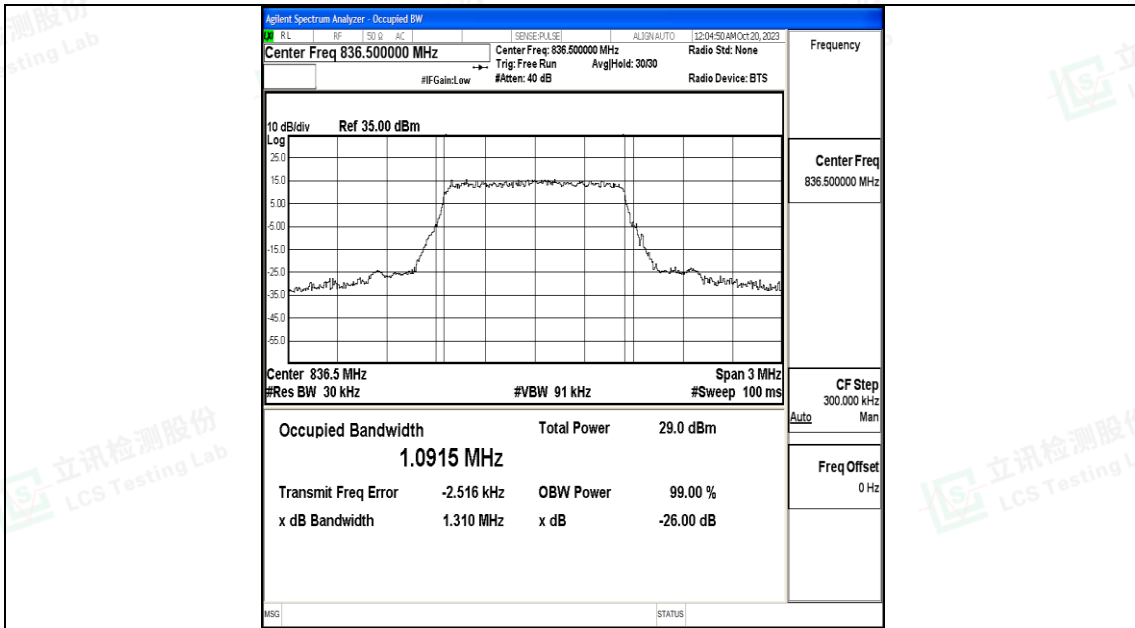 Agilent Spectrum Analyzer - Occupied BW
RL RF 50 Ω AC SENSE:PULSE ALIGN AUTO 12:04:50 AM Oct 20, 2023
Center Freq 836.500000 MHz
Center Freq: 836.500000 MHz
Radio Std: None
Trig: Free Run Avg|Hold: 30/30
#IFGain:Low
#Atten: 40 dB
Radio Device: BTS
Frequency
10 dB/div Ref 35.00 dBm
Log
25.0
15.0
5.00
-5.00
-15.0
-25.0
-35.0
-45.0
-55.0
Center 836.5 MHz
Span 3 MHz
#Res BW 30 kHz
#VBW 91 kHz
#Sweep 100 ms
Center Freq
836.500000 MHz
CF Step
300.000 kHz
Auto Man
Freq Offset
0 Hz
Occupied Bandwidth
1.0915 MHz
Total Power 29.0 dBm
Transmit Freq Error -2.516 kHz
OBW Power 99.00 %
x dB Bandwidth 1.310 MHz
x dB -26.00 dB
MSG
STATUS
立讯检测股份
LCS Testing Lab
立讯检测股份